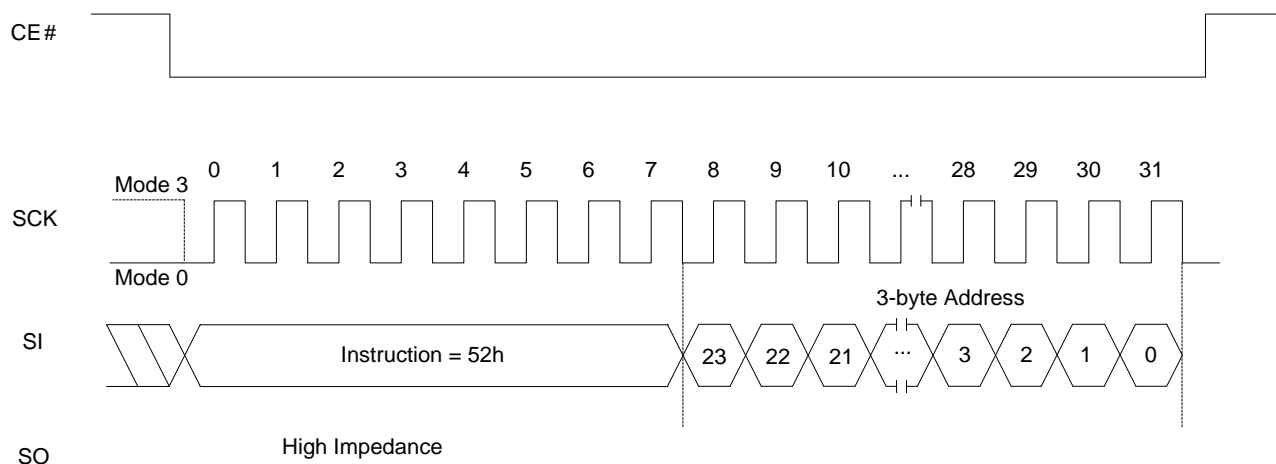 CE#
0 1 2 3 4 5 6 7 8 9 10 ... 28 29 30 31
Mode 3
SCK
Mode 0
3-byte Address
SI
Instruction = 52h 23 22 21 ... 3 2 1 0
High Impedance
SO